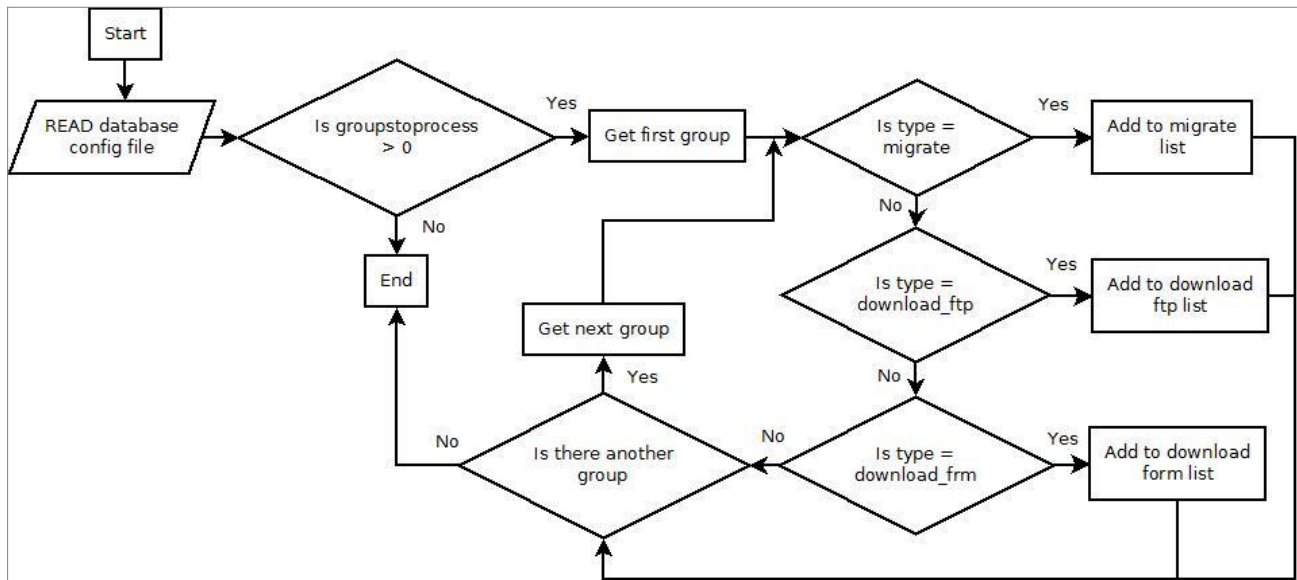 Start
READ database
config file
Is groupstoprocess
> 0
Yes
No
End
Get first group
Is type =
migrate
Yes
Add to migrate
list
No
Is type =
download_ftp
Yes
Add to download
ftp list
No
Is type =
download_frm
Yes
Add to download
form list
No
Is there another
group
Yes
Get next group
No